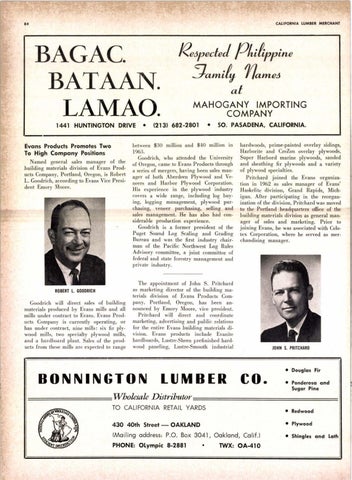 84
CALIFORNIA LUMBER MERCHANT
BAGAC.
BATAAN.
LAMAO.
Respected Philippine
Family Names
at
MAHOGANY IMPORTING
COMPANY
1441 HUNTINGTON DRIVE • (213) 682-2801 • SO. PASADENA, CALIFORNIA.
Evans Products Promotes Two
To High Company Positions
Named general sales manager of the
building materials division of Evans Prod-
ucts Company, Portland, Oregon, is Robert
L. Goodrich, according to Evans Vice Presi-
dent Emory Moore.
ROBERT L. GOODRICH
Goodrich will direct sales of building
materials produced by Evans mills and all
mills under contract to Evans. Evans Prod-
ucts Company is currently operating, or
has under contract, nine mills: six fir ply-
wood mills, two specialty plywood mills,
and a hardboard plant. Sales of the prod-
ucts from these mills are expected to range
between $30 million and $40 million in
1965.
Goodrich, who attended the University
of Oregon, came to Evans Products through
a series of mergers, having been sales man-
ager of both Aberdeen Plywood and Ve-
neers and Harbor Plywood Corporation.
His experience in the plywood industry
covers a wide range, including log buy-
ing, logging management, plywood pur-
chasing, veneer purchasing, selling and
sales management. He has also had con-
siderable production experience.
Goodrich is a former president of the
Puget Sound Log Scaling and Grading
Bureau and was the first industry chair-
man of the Pacific Northwest Log Rules
Advisory committee, a joint committee of
federal and state forestry management and
private industry.
The appointment of John S. Pritchard
as marketing director of the building ma-
terials division of Evans Products Com-
pany, Portland, Oregon, has been an-
nounced by Emory Moore, vice president.
Pritchard will direct and coordinate
marketing, advertising and public relations
for the entire Evans building materials di-
vision. Evans products include Evanite
hardboards, Lustre-Sheen prefinished hard-
wood paneling, Lustre-Smooth industrial
hardwoods, prime-painted overlay sidings,
Harborite and CreZon overlay plywoods,
Super Harbord marine plywoods, sanded
and sheathing fir plywoods and a variety
of plywood specialties.
Pritchard joined the Evans organiza-
tion in 1962 as sales manager of Evans'
Haskelite division, Grand Rapids, Mich-
igan. After participating in the reorgani-
zation of the division, Pritchard was moved
to the Portland headquarters office of the
building materials division as general man-
ager of sales and marketing. Prior to
joining Evans, he was associated with Celo-
tex Corporation, where he served as mer-
chandising manager.
JOHN S. PRITCHARD
BONNINGTON LUMBER CO.
Wholesale Distributor
TO CALIFORNIA RETAIL YARDS
430 40th Street — OAKLAND
(Mailing address: P.O. Box 3041, Oakland, Calif.)
PHONE: OLympic 8-2881 • TWX: OA-410
• Douglas Fir
• Ponderosa and
Sugar Pine
• Redwood
• Plywood
• Shingles and Lath